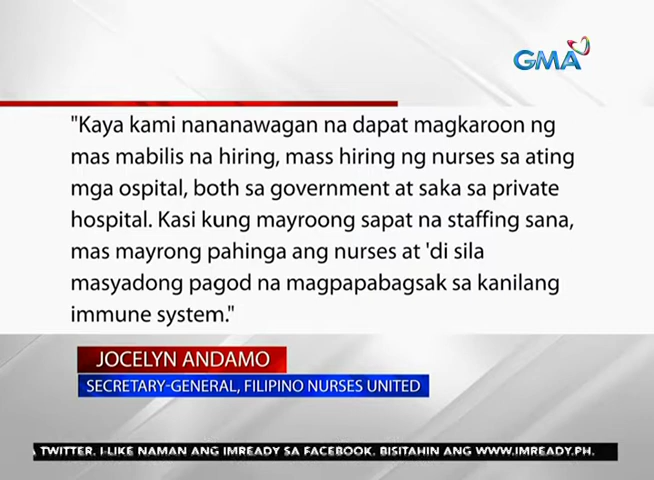 GMA
"Kaya kami nananawagan na dapat magkaroon ng
mas mabilis na hiring, mass hiring ng nurses sa ating
mga ospital, both sa government at saka sa private
hospital. Kasi kung mayroong sapat na staffing sana,
mas mayrong pahinga ang nurses at 'di sila
masyadong pagod na magpapabagsak sa kanilang
immune system."
JOCELYN ANDAMO
SECRETARY-GENERAL, FILIPINO NURSES UNITED
TWITTER. I-LIKE NAMAN ANG IMREADY SA FACEBOOK. BISITAHIN ANG WWW.IMREADY.PH.